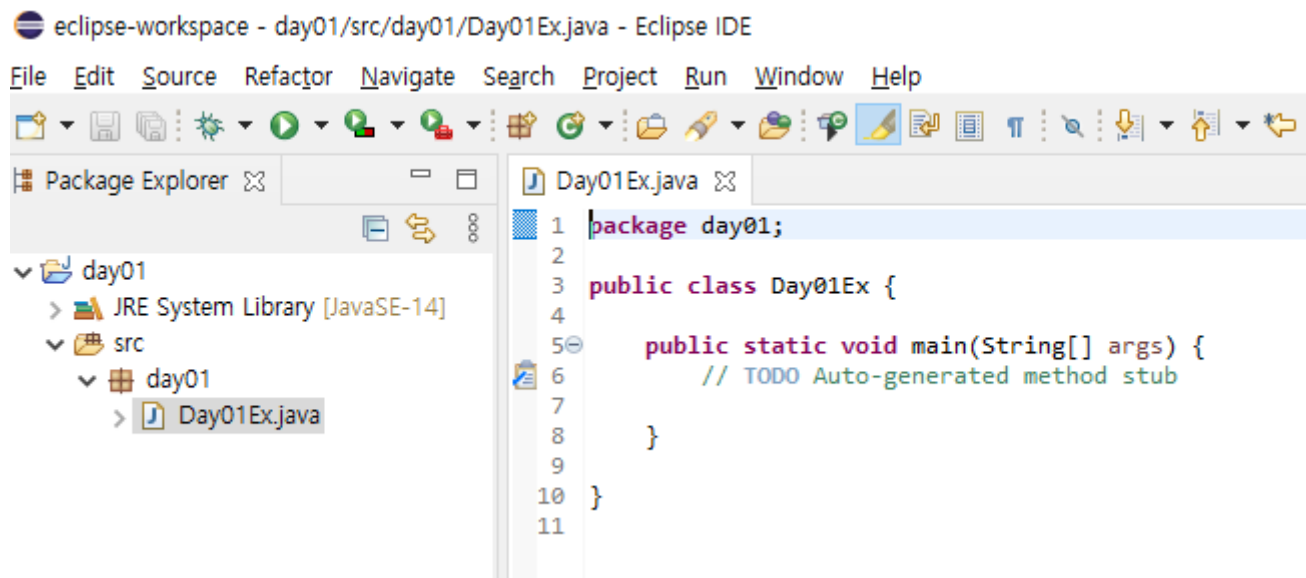 eclipse-workspace - day01/src/day01/Day01Ex.java - Eclipse IDE
File Edit Source Refactor Navigate Search Project Run Window Help
Package Explorer
day01
JRE System Library [JavaSE-14]
src
day01
Day01Ex.java
Day01Ex.java
1 package day01;
2
3 public class Day01Ex {
4
5 public static void main(String[] args) {
6 // TODO Auto-generated method stub
7
8 }
9
10 }
11